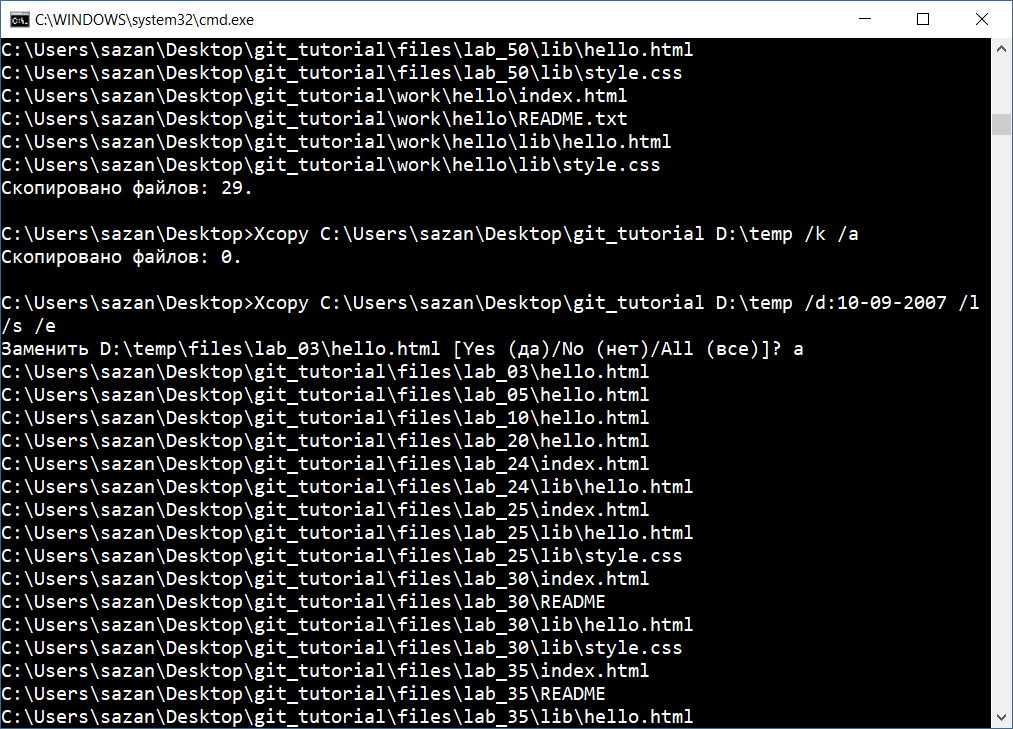 C:\WINDOWS\system32\cmd.exe
C:\Users\sazan\Desktop\git_tutorial\files\lab_50\lib\hello.html
C:\Users\sazan\Desktop\git_tutorial\files\lab_50\lib\style.css
C:\Users\sazan\Desktop\git_tutorial\work\hello\index.html
C:\Users\sazan\Desktop\git_tutorial\work\hello\README.txt
C:\Users\sazan\Desktop\git_tutorial\work\hello\lib\hello.html
C:\Users\sazan\Desktop\git_tutorial\work\hello\lib\style.css
Скопировано файлов: 29.
C:\Users\sazan\Desktop>Xcopy C:\Users\sazan\Desktop\git_tutorial D:\temp /k /a
Скопировано файлов: 0.
C:\Users\sazan\Desktop>Xcopy C:\Users\sazan\Desktop\git_tutorial D:\temp /d:10-09-2007 /l
/s /e
Заменить D:\temp\files\lab_03\hello.html [Yes (да)/No (нет)/All (все)]? a
C:\Users\sazan\Desktop\git_tutorial\files\lab_03\hello.html
C:\Users\sazan\Desktop\git_tutorial\files\lab_05\hello.html
C:\Users\sazan\Desktop\git_tutorial\files\lab_10\hello.html
C:\Users\sazan\Desktop\git_tutorial\files\lab_20\hello.html
C:\Users\sazan\Desktop\git_tutorial\files\lab_24\index.html
C:\Users\sazan\Desktop\git_tutorial\files\lab_24\lib\hello.html
C:\Users\sazan\Desktop\git_tutorial\files\lab_25\index.html
C:\Users\sazan\Desktop\git_tutorial\files\lab_25\lib\hello.html
C:\Users\sazan\Desktop\git_tutorial\files\lab_25\lib\style.css
C:\Users\sazan\Desktop\git_tutorial\files\lab_30\index.html
C:\Users\sazan\Desktop\git_tutorial\files\lab_30\README
C:\Users\sazan\Desktop\git_tutorial\files\lab_30\lib\hello.html
C:\Users\sazan\Desktop\git_tutorial\files\lab_30\lib\style.css
C:\Users\sazan\Desktop\git_tutorial\files\lab_35\index.html
C:\Users\sazan\Desktop\git_tutorial\files\lab_35\README
C:\Users\sazan\Desktop\git_tutorial\files\lab_35\lib\hello.html